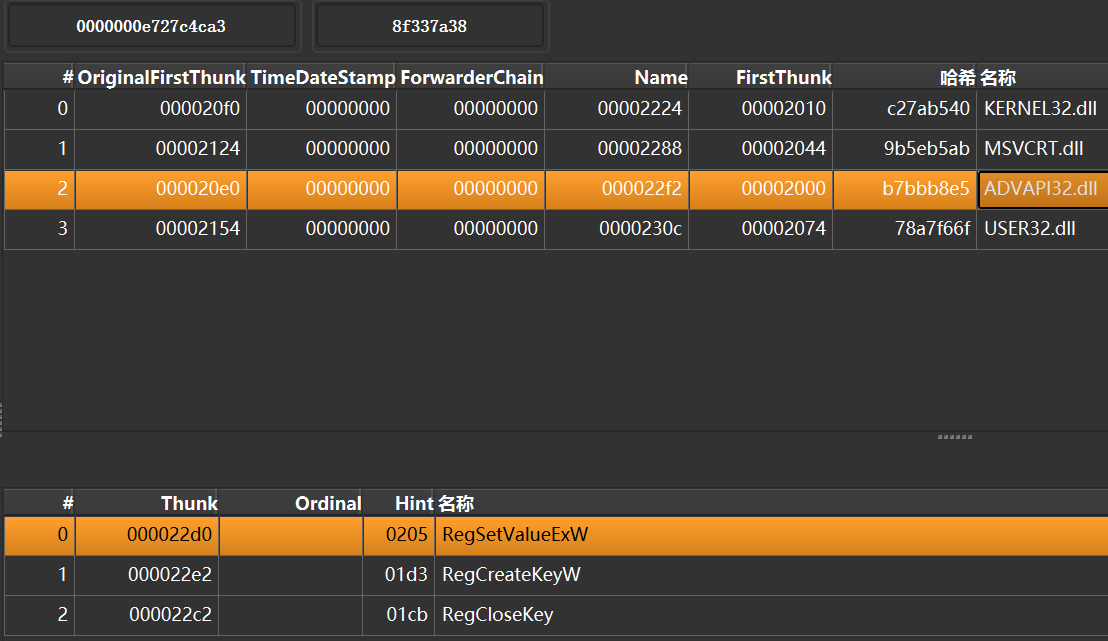 0000000e727c4ca3 8f337a38
# OriginalFirstThunk TimeDateStamp ForwarderChain Name FirstThunk 哈希 名称
0 000020f0 00000000 00000000 00002224 00002010 c27ab540 KERNEL32.dll
1 00002124 00000000 00000000 00002288 00002044 9b5eb5ab MSVCRT.dll
2 000020e0 00000000 00000000 000022f2 00002000 b7bbb8e5 ADVAPI32.dll
3 00002154 00000000 00000000 0000230c 00002074 78a7f66f USER32.dll
# Thunk Ordinal Hint 名称
0 000022d0 0205 RegSetValueExW
1 000022e2 01d3 RegCreateKeyW
2 000022c2 01cb RegCloseKey